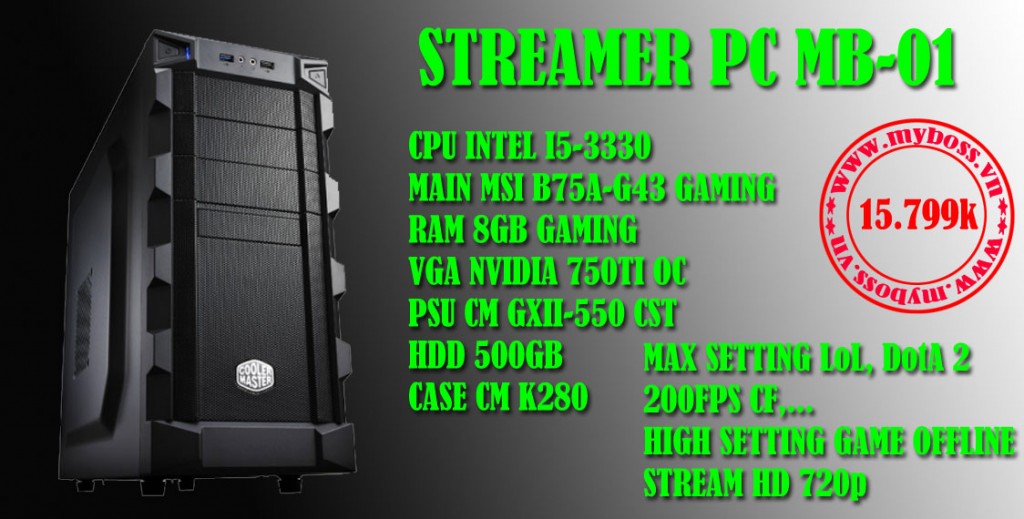 STREAMER PC MB-01
CPU INTEL I5-3330
MAIN MSI B75A-G43 GAMING
RAM 8GB GAMING
VGA NVIDIA 750TI OC
PSU CM GXII-550 CST
HDD 500GB
CASE CM K280
MAX SETTING LoL, DotA 2
200FPS CF,...
HIGH SETTING GAME OFFLINE
STREAM HD 720p
www.myboss.vn
15.799k
www.myboss.vn
COOLER
MASTER